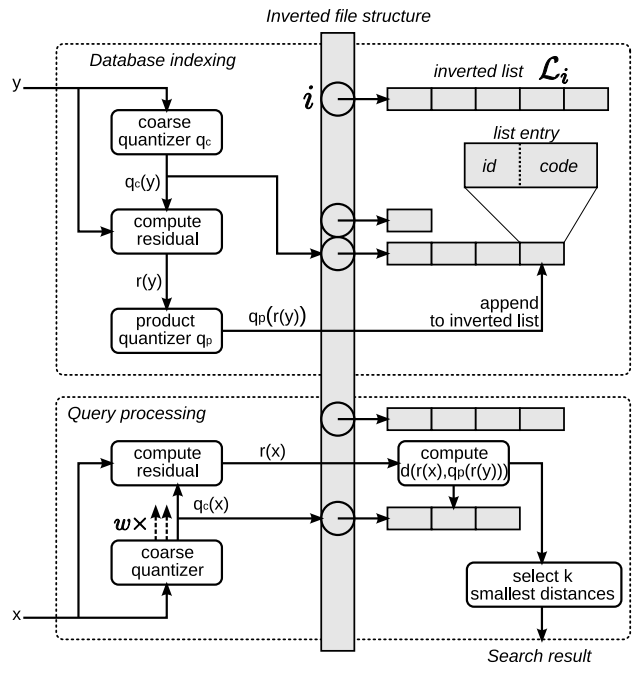 Inverted file structure
Database indexing
y
coarse
quantizer qc
qc(y)
compute
residual
r(y)
product
quantizer qp
qp(r(y))
i
inverted list ℒi
list entry
id code
append
to inverted list
Query processing
compute
residual
r(x)
compute
d(r(x),qp(r(y)))
qc(x)
w×
coarse
quantizer
x
select k
smallest distances
Search result